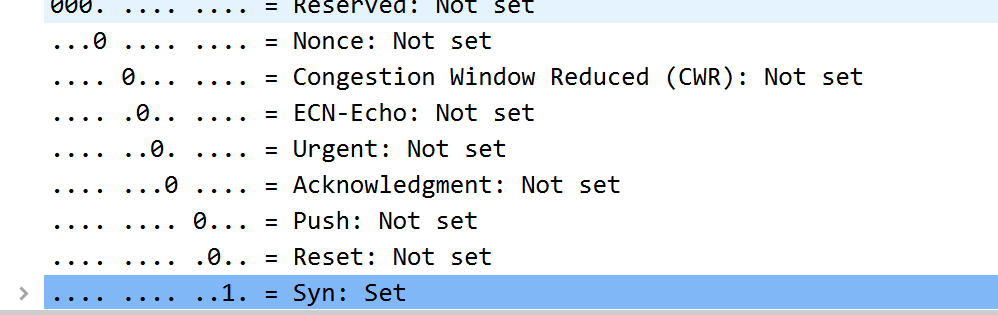 000. .... .... = Reserved: Not set
...0 .... .... = Nonce: Not set
.... 0... .... = Congestion Window Reduced (CWR): Not set
.... .0.. .... = ECN-Echo: Not set
.... ..0. .... = Urgent: Not set
.... ...0 .... = Acknowledgment: Not set
.... .... 0... = Push: Not set
.... .... .0.. = Reset: Not set
.... .... ..1. = Syn: Set